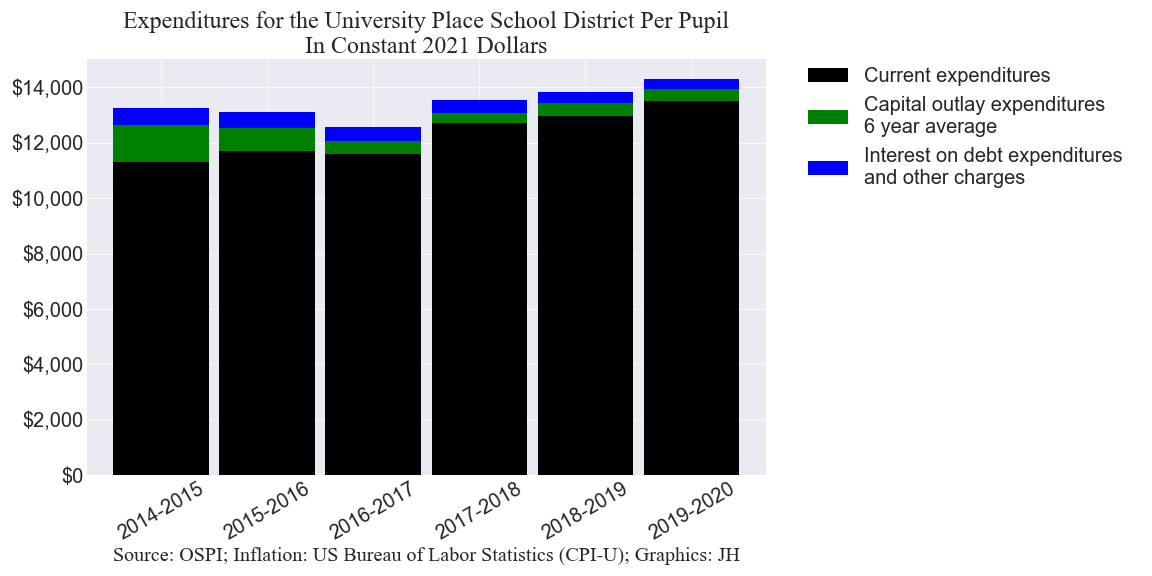 Expenditures for the University Place School District Per Pupil
In Constant 2021 Dollars
$14,000
$12,000
$10,000
$8,000
$6,000
$4,000
$2,000
$0
2014-2015
2015-2016
2016-2017
2017-2018
2018-2019
2019-2020
Current expenditures
Capital outlay expenditures
6 year average
Interest on debt expenditures
and other charges
Source: OSPI; Inflation: US Bureau of Labor Statistics (CPI-U); Graphics: JH